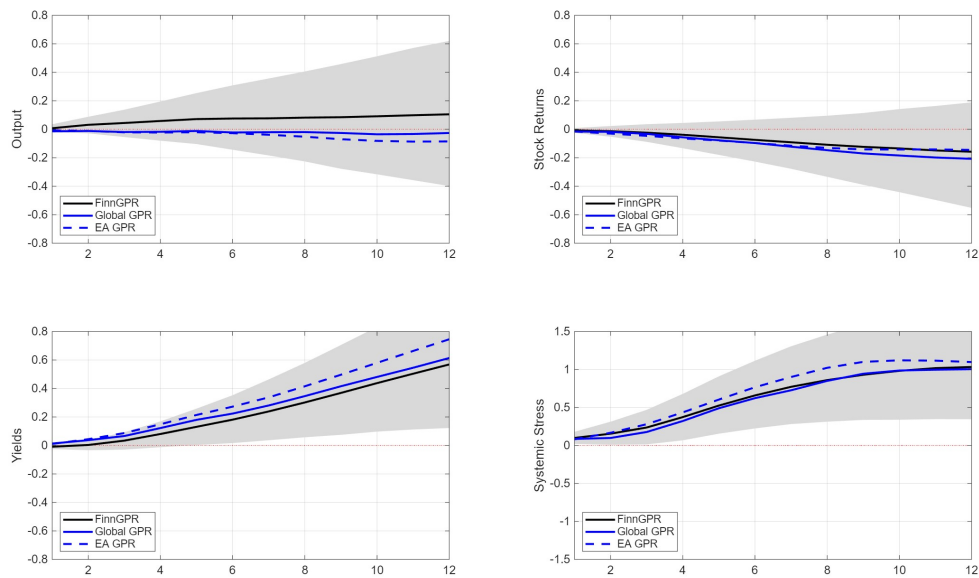 0.8
0.6
0.4
0.2
0
-0.2
-0.4
-0.6
-0.8
Output
FinnGPR
Global GPR
EA GPR
2 4 6 8 10 12
0.8
0.6
0.4
0.2
0
-0.2
-0.4
-0.6
-0.8
Stock Returns
FinnGPR
Global GPR
EA GPR
2 4 6 8 10 12
0.8
0.6
0.4
0.2
0
-0.2
-0.4
-0.6
-0.8
Yields
FinnGPR
Global GPR
EA GPR
2 4 6 8 10 12
1.5
1
0.5
0
-0.5
-1
-1.5
Systemic Stress
FinnGPR
Global GPR
EA GPR
2 4 6 8 10 12